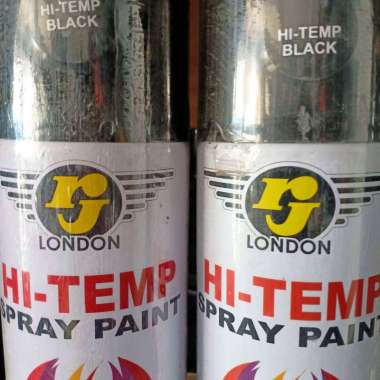 HI-TEMP
BLACK
rj
LONDON
HI-TEMP
SPRAY PAINT
HI-TEMP
BLACK
rj
LONDON
HI-TEMP
SPRAY PAINT